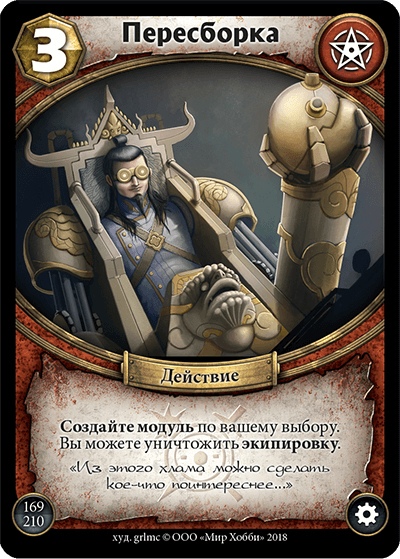 3
Пересборка
Действие
Создайте модуль по вашему выбору.
Вы можете уничтожить экипировку.
«Из этого хлама можно сделать
кое-что поинтереснее...»
169
210
худ. grlmc © ООО «Мир Хобби» 2018